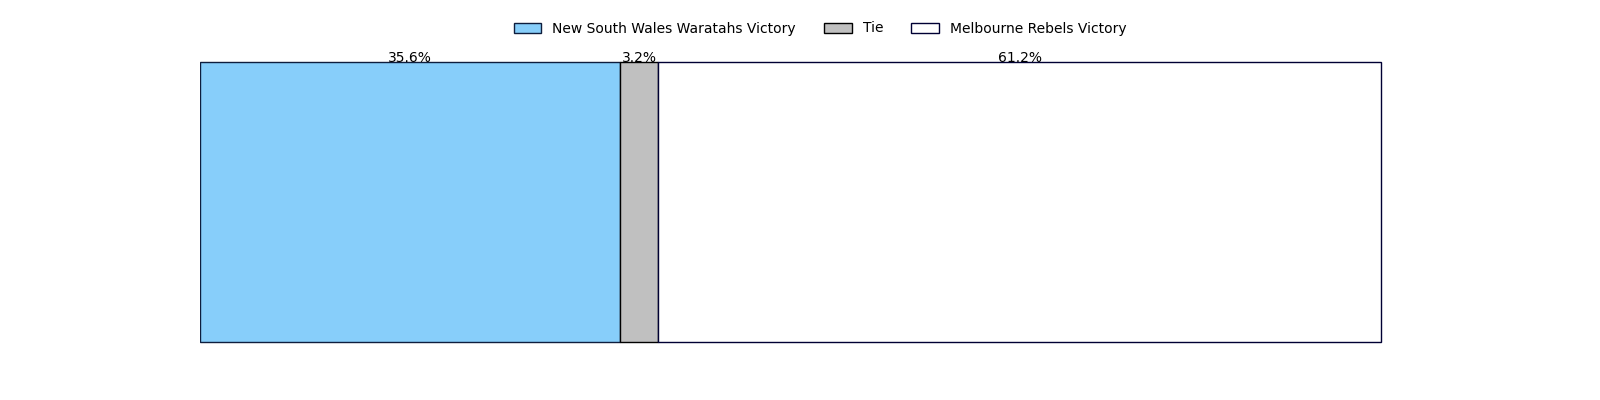 New South Wales Waratahs Victory Tie Melbourne Rebels Victory
35.6% 3.2% 61.2%